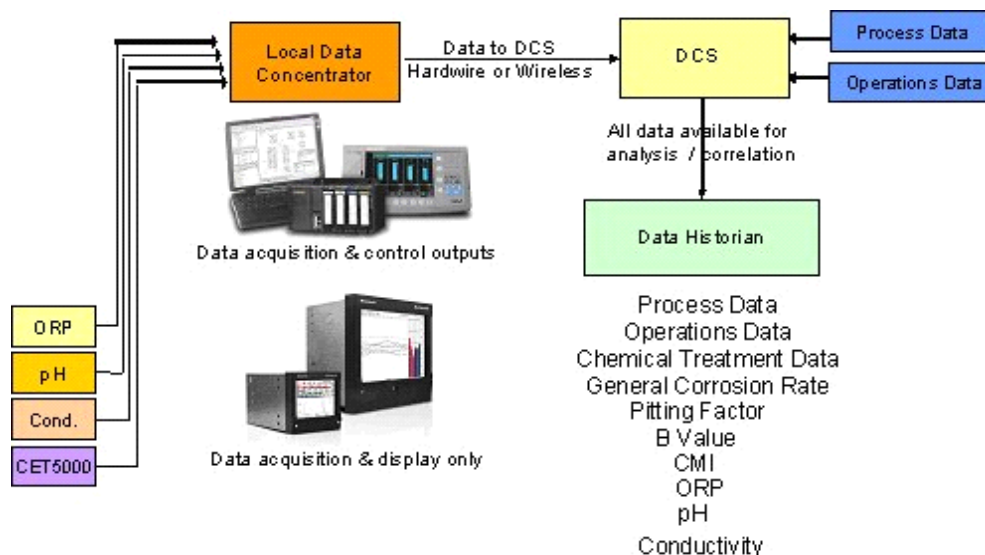 Local Data
Concentrator
Data to DCS
Hardwire or Wireless
DCS
Process Data
Operations Data
All data available for
analysis / correlation
Data acquisition & control outputs
Data Historian
ORP
pH
Cond.
CET5000
Data acquisition & display only
Process Data
Operations Data
Chemical Treatment Data
General Corrosion Rate
Pitting Factor
B Value
CMI
ORP
pH
Conductivity